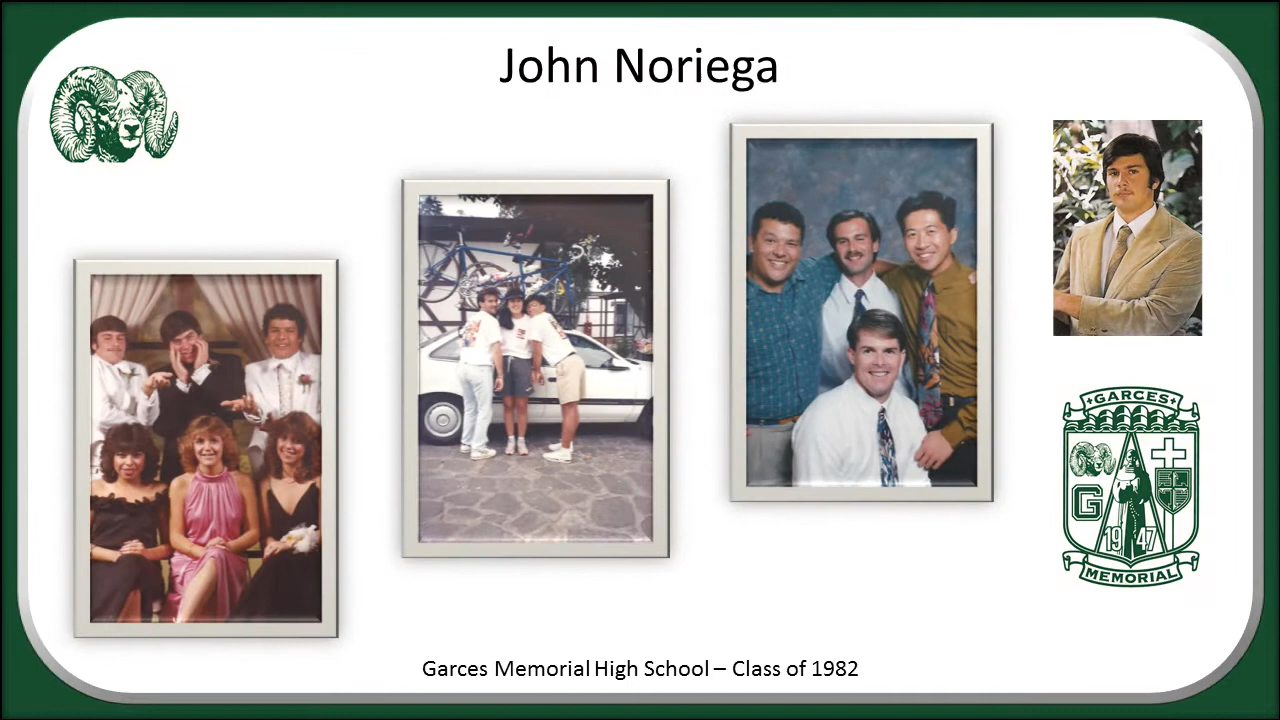 John Noriega
GARCES
G
19 47
MEMORIAL
Garces Memorial High School – Class of 1982